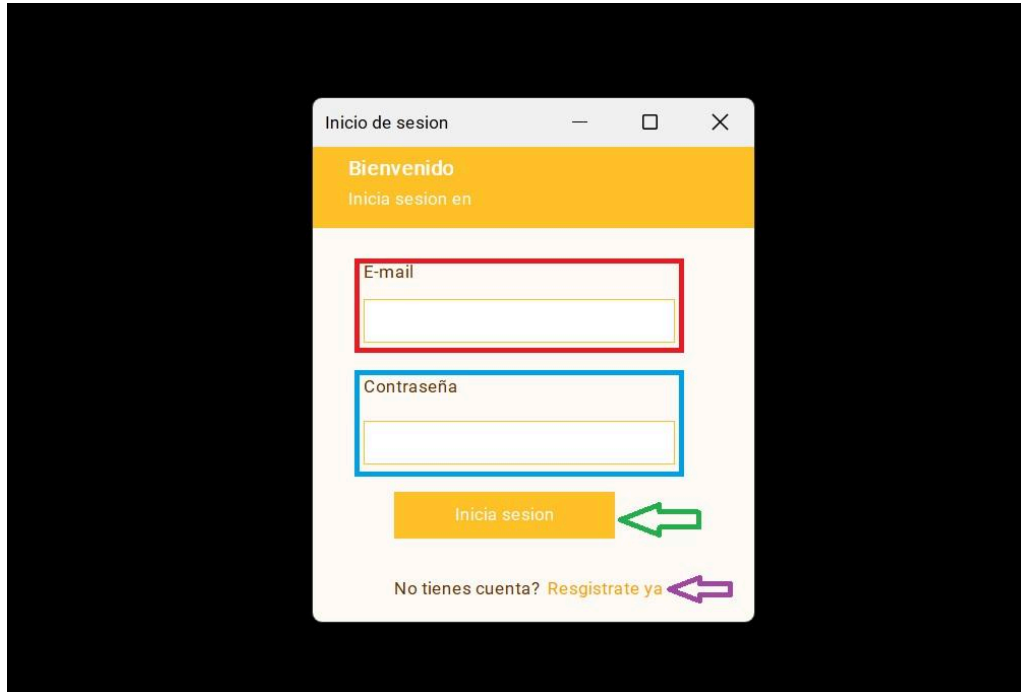 Inicio de sesion
Bienvenido
Inicia sesion en
E-mail
Contraseña
Inicia sesion
No tienes cuenta? Resgistrate ya